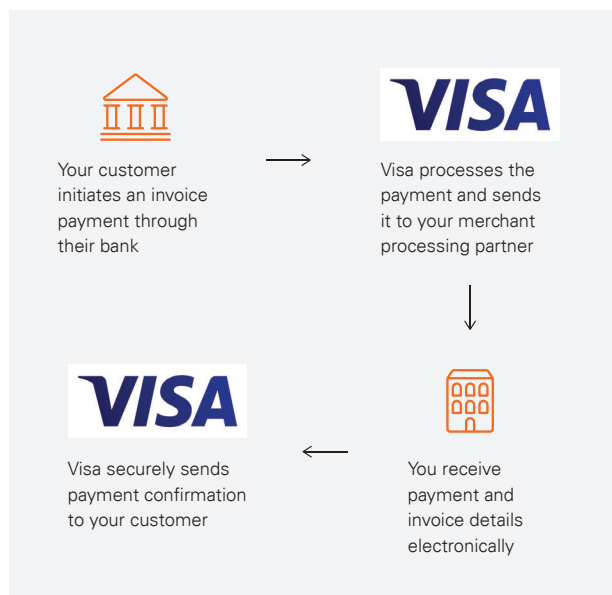 VISA
Your customer
initiates an invoice
payment through
their bank
Visa processes the
payment and sends
it to your merchant
processing partner
You receive
payment and
invoice details
electronically
VISA
Visa securely sends
payment confirmation
to your customer